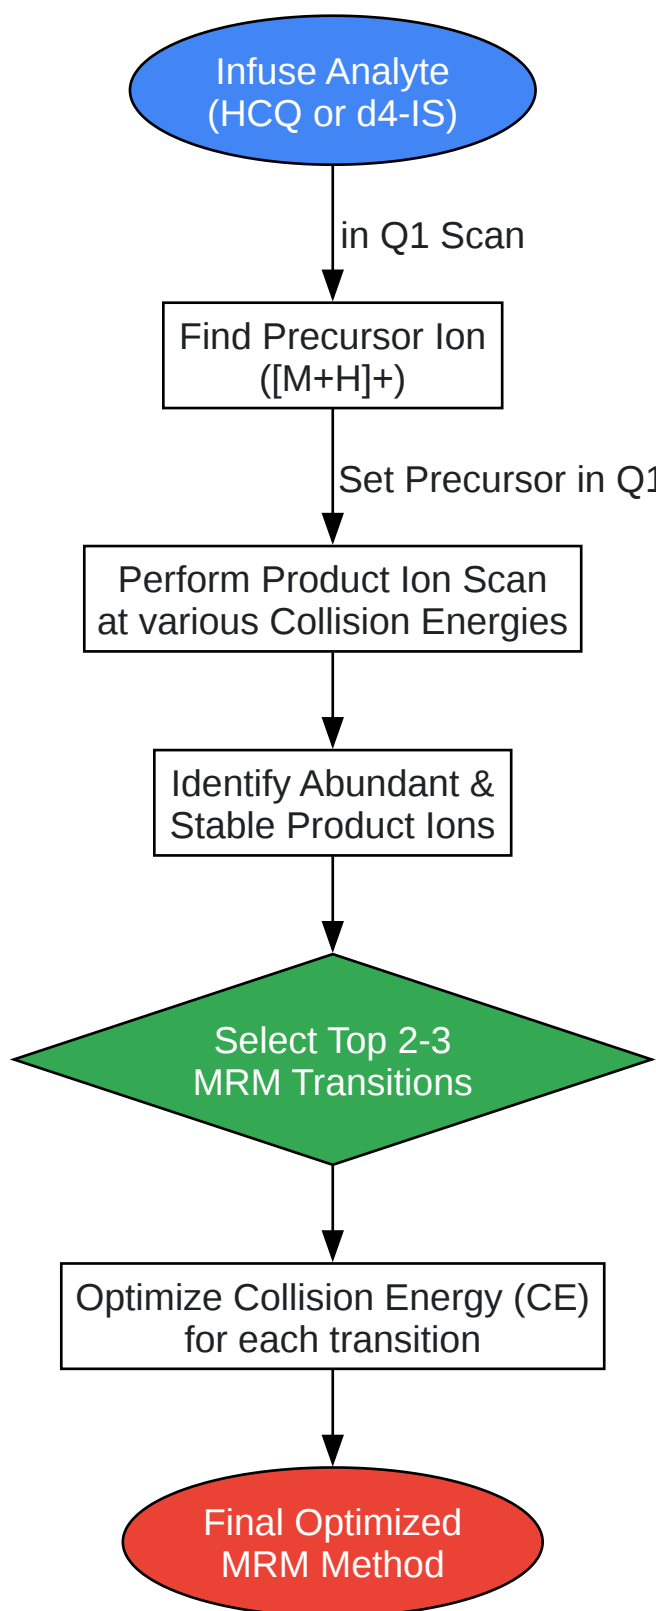 Infuse Analyte
(HCQ or d4-IS)
in Q1 Scan
Find Precursor Ion
([M+H]+)
Set Precursor in Q1
Perform Product Ion Scan
at various Collision Energies
Identify Abundant &
Stable Product Ions
Select Top 2-3
MRM Transitions
Optimize Collision Energy (CE)
for each transition
Final Optimized
MRM Method